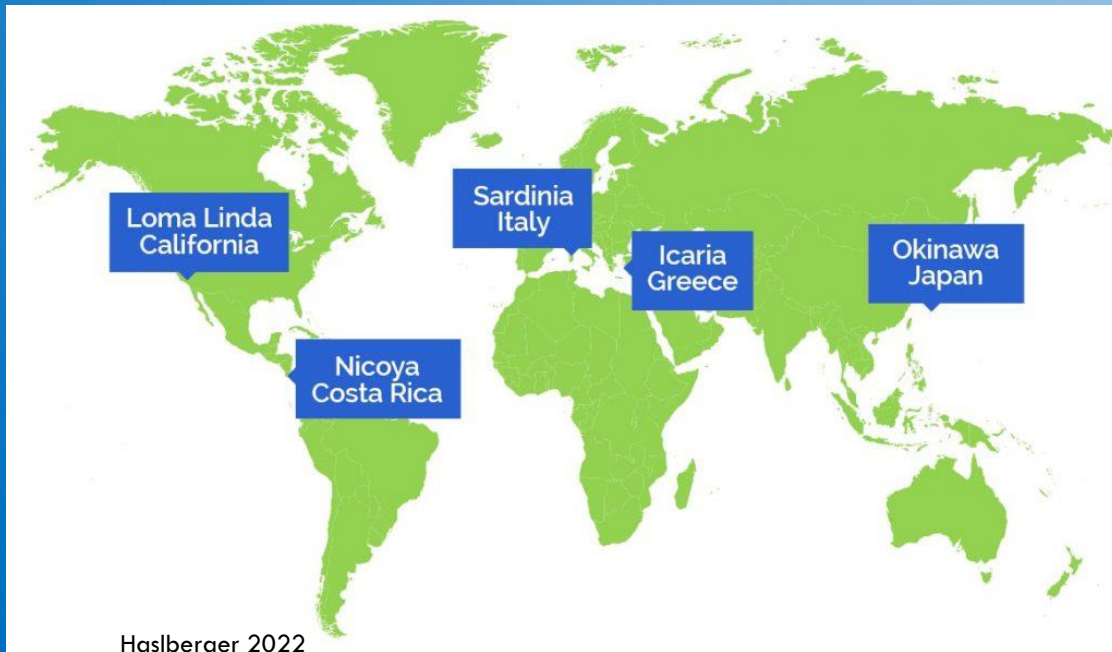 Loma Linda
California
Sardinia
Italy
Icaria
Greece
Okinawa
Japan
Nicoya
Costa Rica
Haslberger 2022